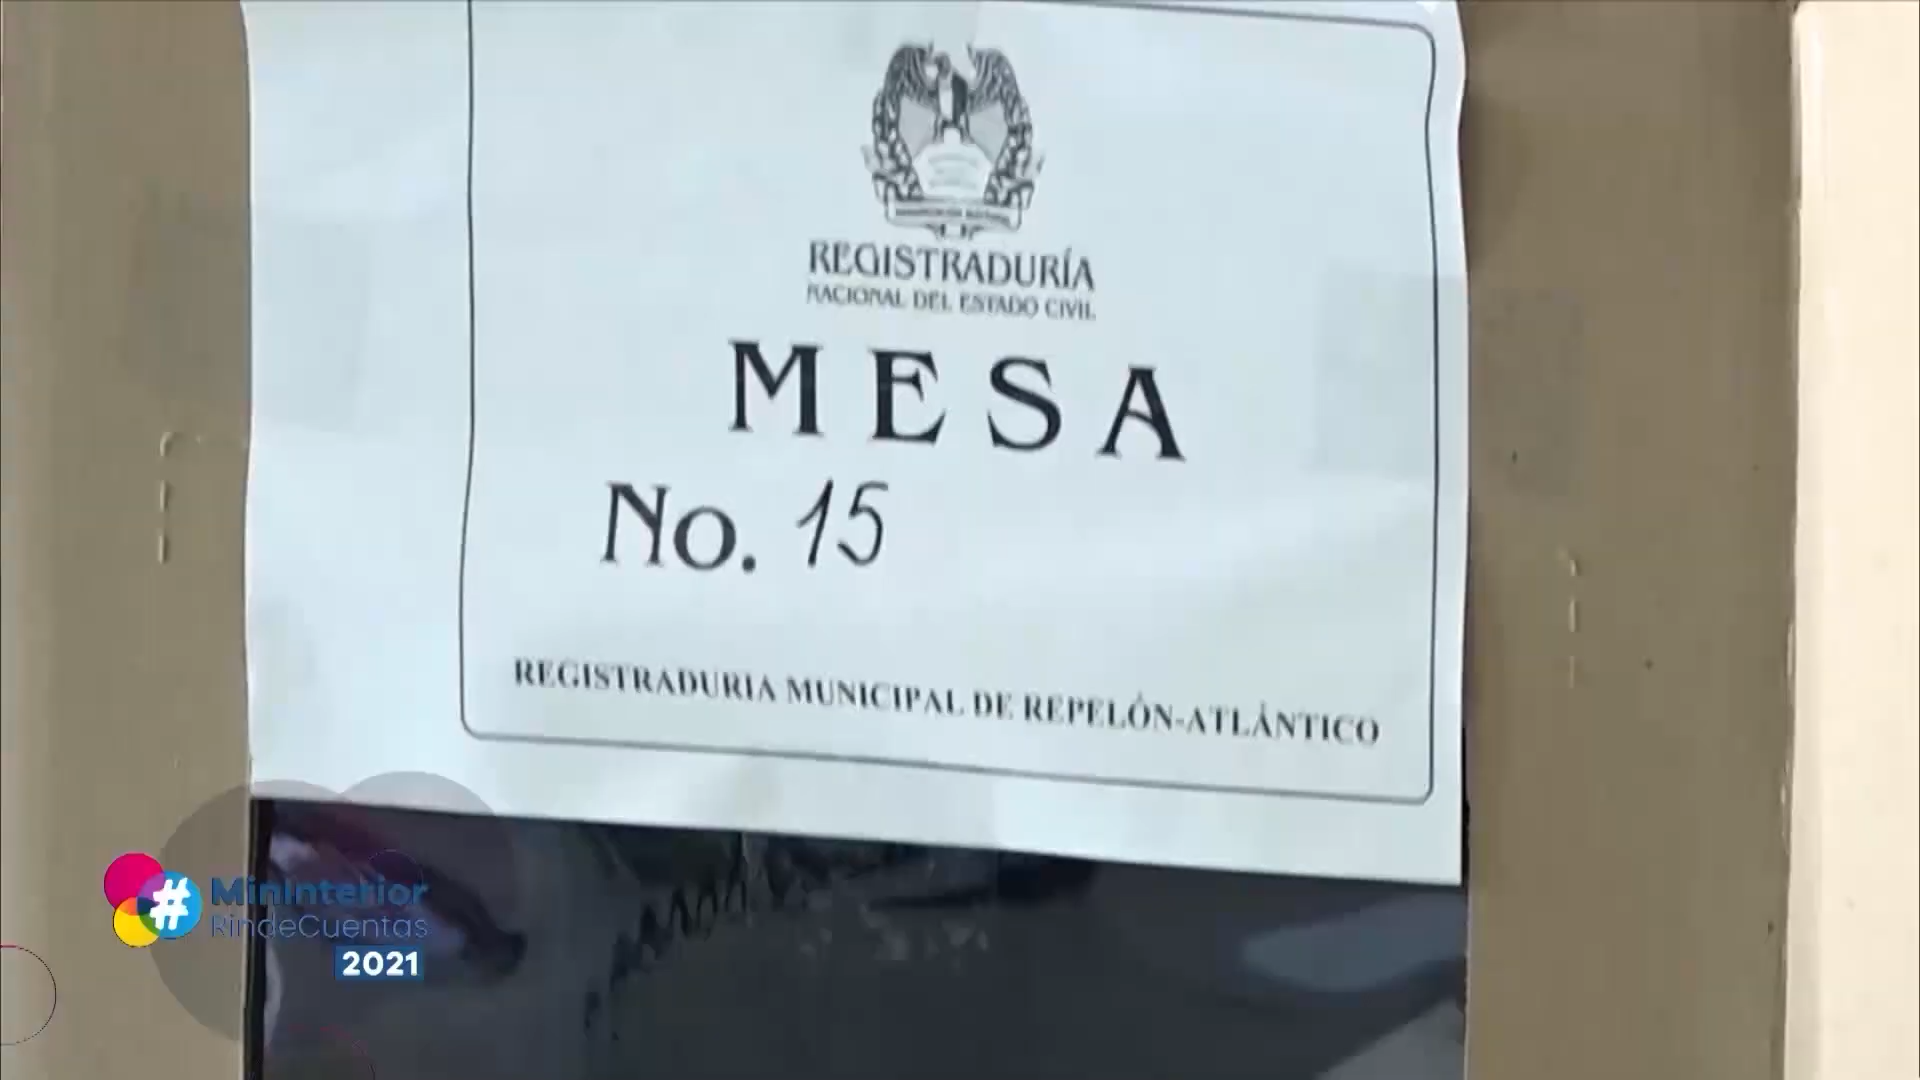 REGISTRADURÍA
NACIONAL DEL ESTADO CIVIL
MESA
No. 15
REGISTRADURIA MUNICIPAL DE REPELÓN-ATLÁNTICO
# MinInterior
RindeCuentas
2021